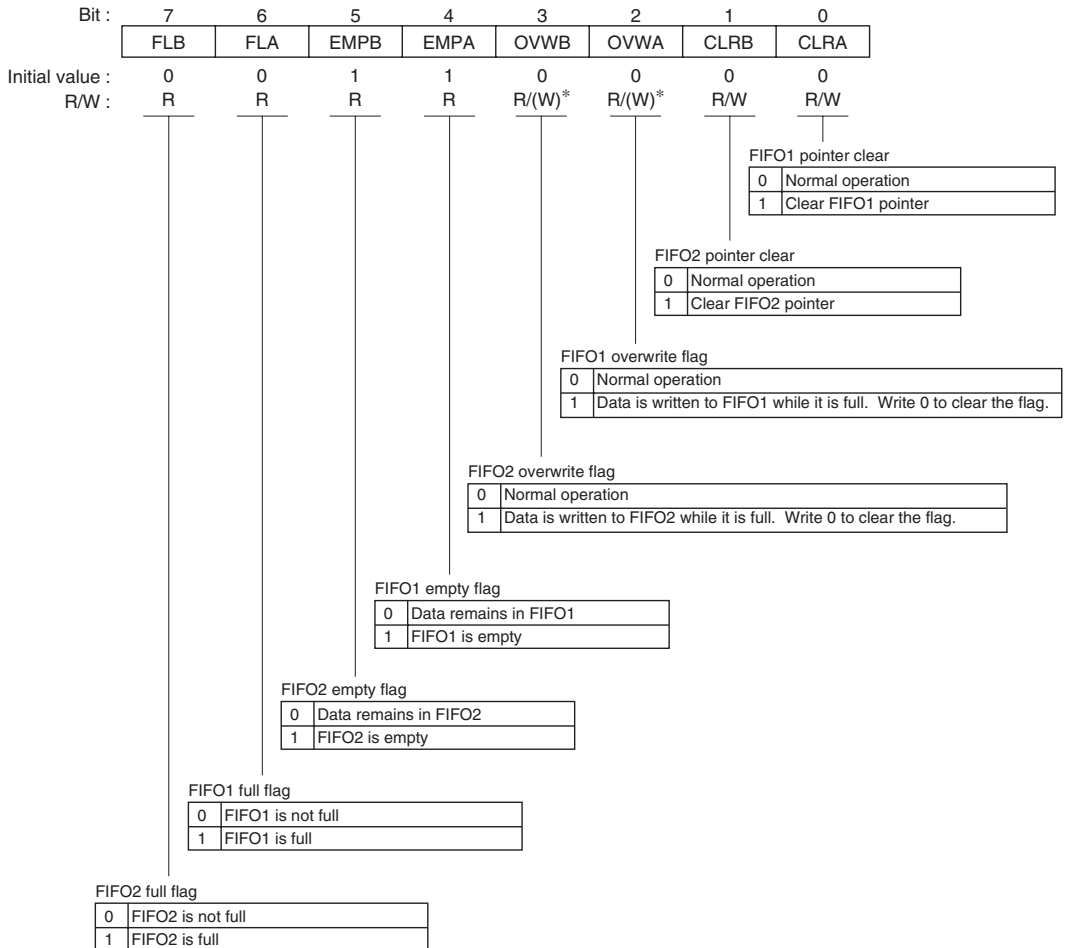 Bit : 7 6 5 4 3 2 1 0
FLB FLA EMPB EMPA OVWB OVWA CLRB CLRA
Initial value : 0 0 1 1 0 0 0 0
R/W : R R R R R/(W)* R/(W)* R/W R/W
FIFO1 pointer clear
0 Normal operation
1 Clear FIFO1 pointer
FIFO2 pointer clear
0 Normal operation
1 Clear FIFO2 pointer
FIFO1 overwrite flag
0 Normal operation
1 Data is written to FIFO1 while it is full. Write 0 to clear the flag.
FIFO2 overwrite flag
0 Normal operation
1 Data is written to FIFO2 while it is full. Write 0 to clear the flag.
FIFO1 empty flag
0 Data remains in FIFO1
1 FIFO1 is empty
FIFO2 empty flag
0 Data remains in FIFO2
1 FIFO2 is empty
FIFO1 full flag
0 FIFO1 is not full
1 FIFO1 is full
FIFO2 full flag
0 FIFO2 is not full
1 FIFO2 is full